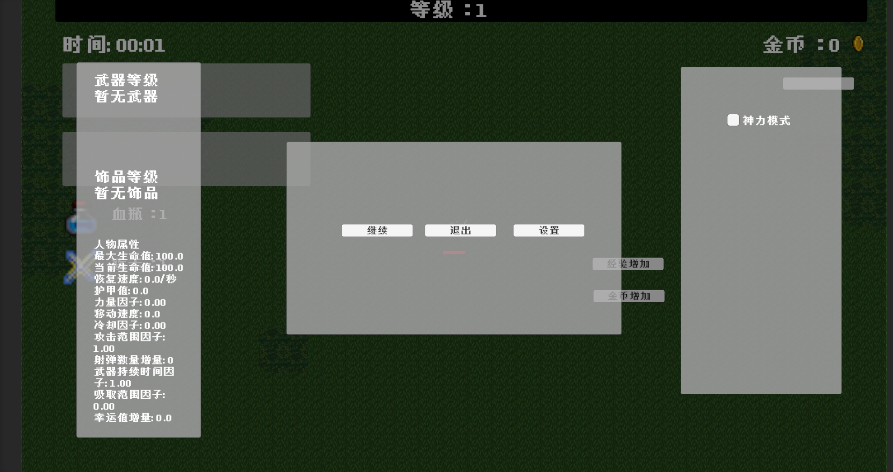 等级 :1
时间: 00:01
金币 :0
武器等级
暂无武器
饰品等级
暂无饰品
血瓶 :1
人物属性
最大生命值: 100.0
当前生命值: 100.0
恢复速度: 0.0/秒
护甲值: 0.0
力量因子: 0.00
移动速度: 0.0
冷却因子: 0.00
攻击范围因子:
1.00
射弹数量增量: 0
武器持续时间因
子: 1.00
吸取范围因子:
0.00
幸运值增量: 0.0
继续
退出
设置
经验增加
金币增加
神力模式